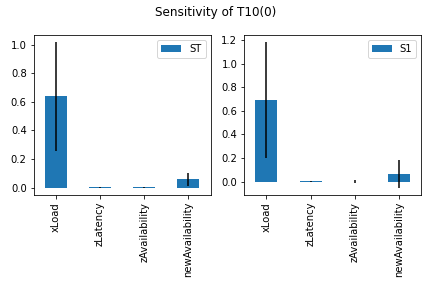 Sensitivity of T10(0)
ST
1.0
0.8
0.6
0.4
0.2
0.0
xLoad
zLatency
zAvailability
newAvailability
S1
1.2
1.0
0.8
0.6
0.4
0.2
0.0
xLoad
zLatency
zAvailability
newAvailability